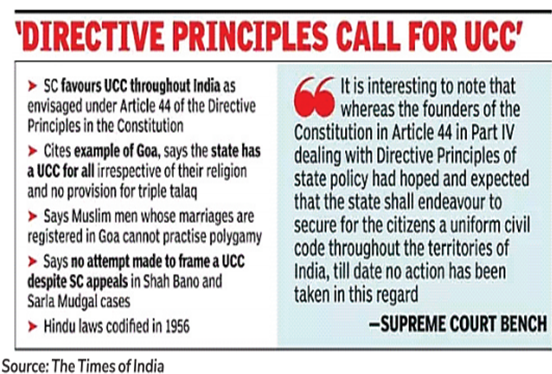 'DIRECTIVE PRINCIPLES CALL FOR UCC'
➤ SC favours UCC throughout India as
envisaged under Article 44 of the Directive
Principles in the Constitution
➤ Cites example of Goa, says the state has
a UCC for all irrespective of their religion
and no provision for triple talaq
➤ Says Muslim men whose marriages are
registered in Goa cannot practise polygamy
➤ Says no attempt made to frame a UCC
despite SC appeals in Shah Bano and
Sarla Mudgal cases
➤ Hindu laws codified in 1956
“It is interesting to note that
whereas the founders of the
Constitution in Article 44 in Part IV
dealing with Directive Principles of
state policy had hoped and expected
that the state shall endeavour to
secure for the citizens a uniform civil
code throughout the territories of
India, till date no action has been
taken in this regard
—SUPREME COURT BENCH
Source: The Times of India